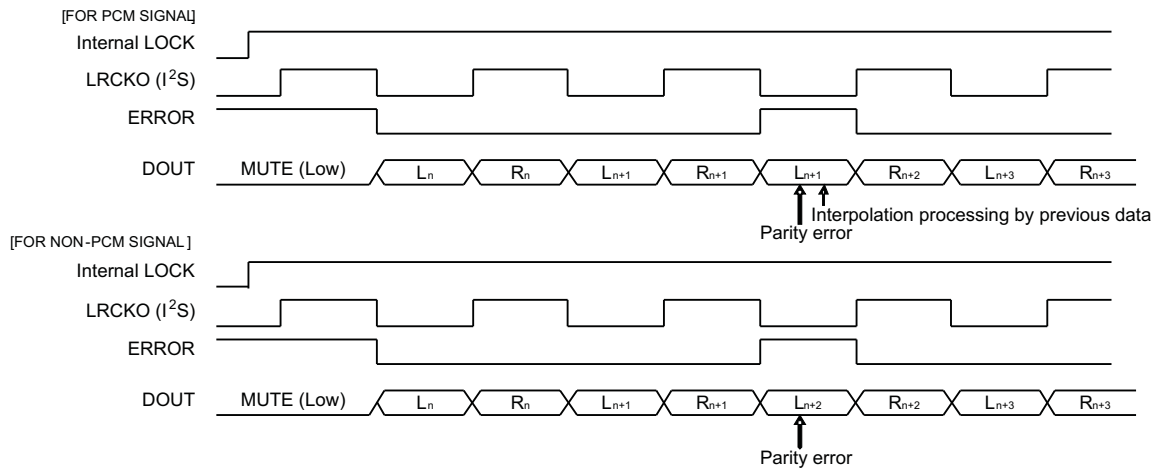 [FOR PCM SIGNAL]
Internal LOCK
LRCKO (I²S)
ERROR
DOUT MUTE (Low) Ln Rn Ln+1 Rn+1 Ln+1 Rn+2 Ln+3 Rn+3
Interpolation processing by previous data
Parity error
[FOR NON-PCM SIGNAL]
Internal LOCK
LRCKO (I²S)
ERROR
DOUT MUTE (Low) Ln Rn Ln+1 Rn+1 Ln+2 Rn+2 Ln+3 Rn+3
Parity error